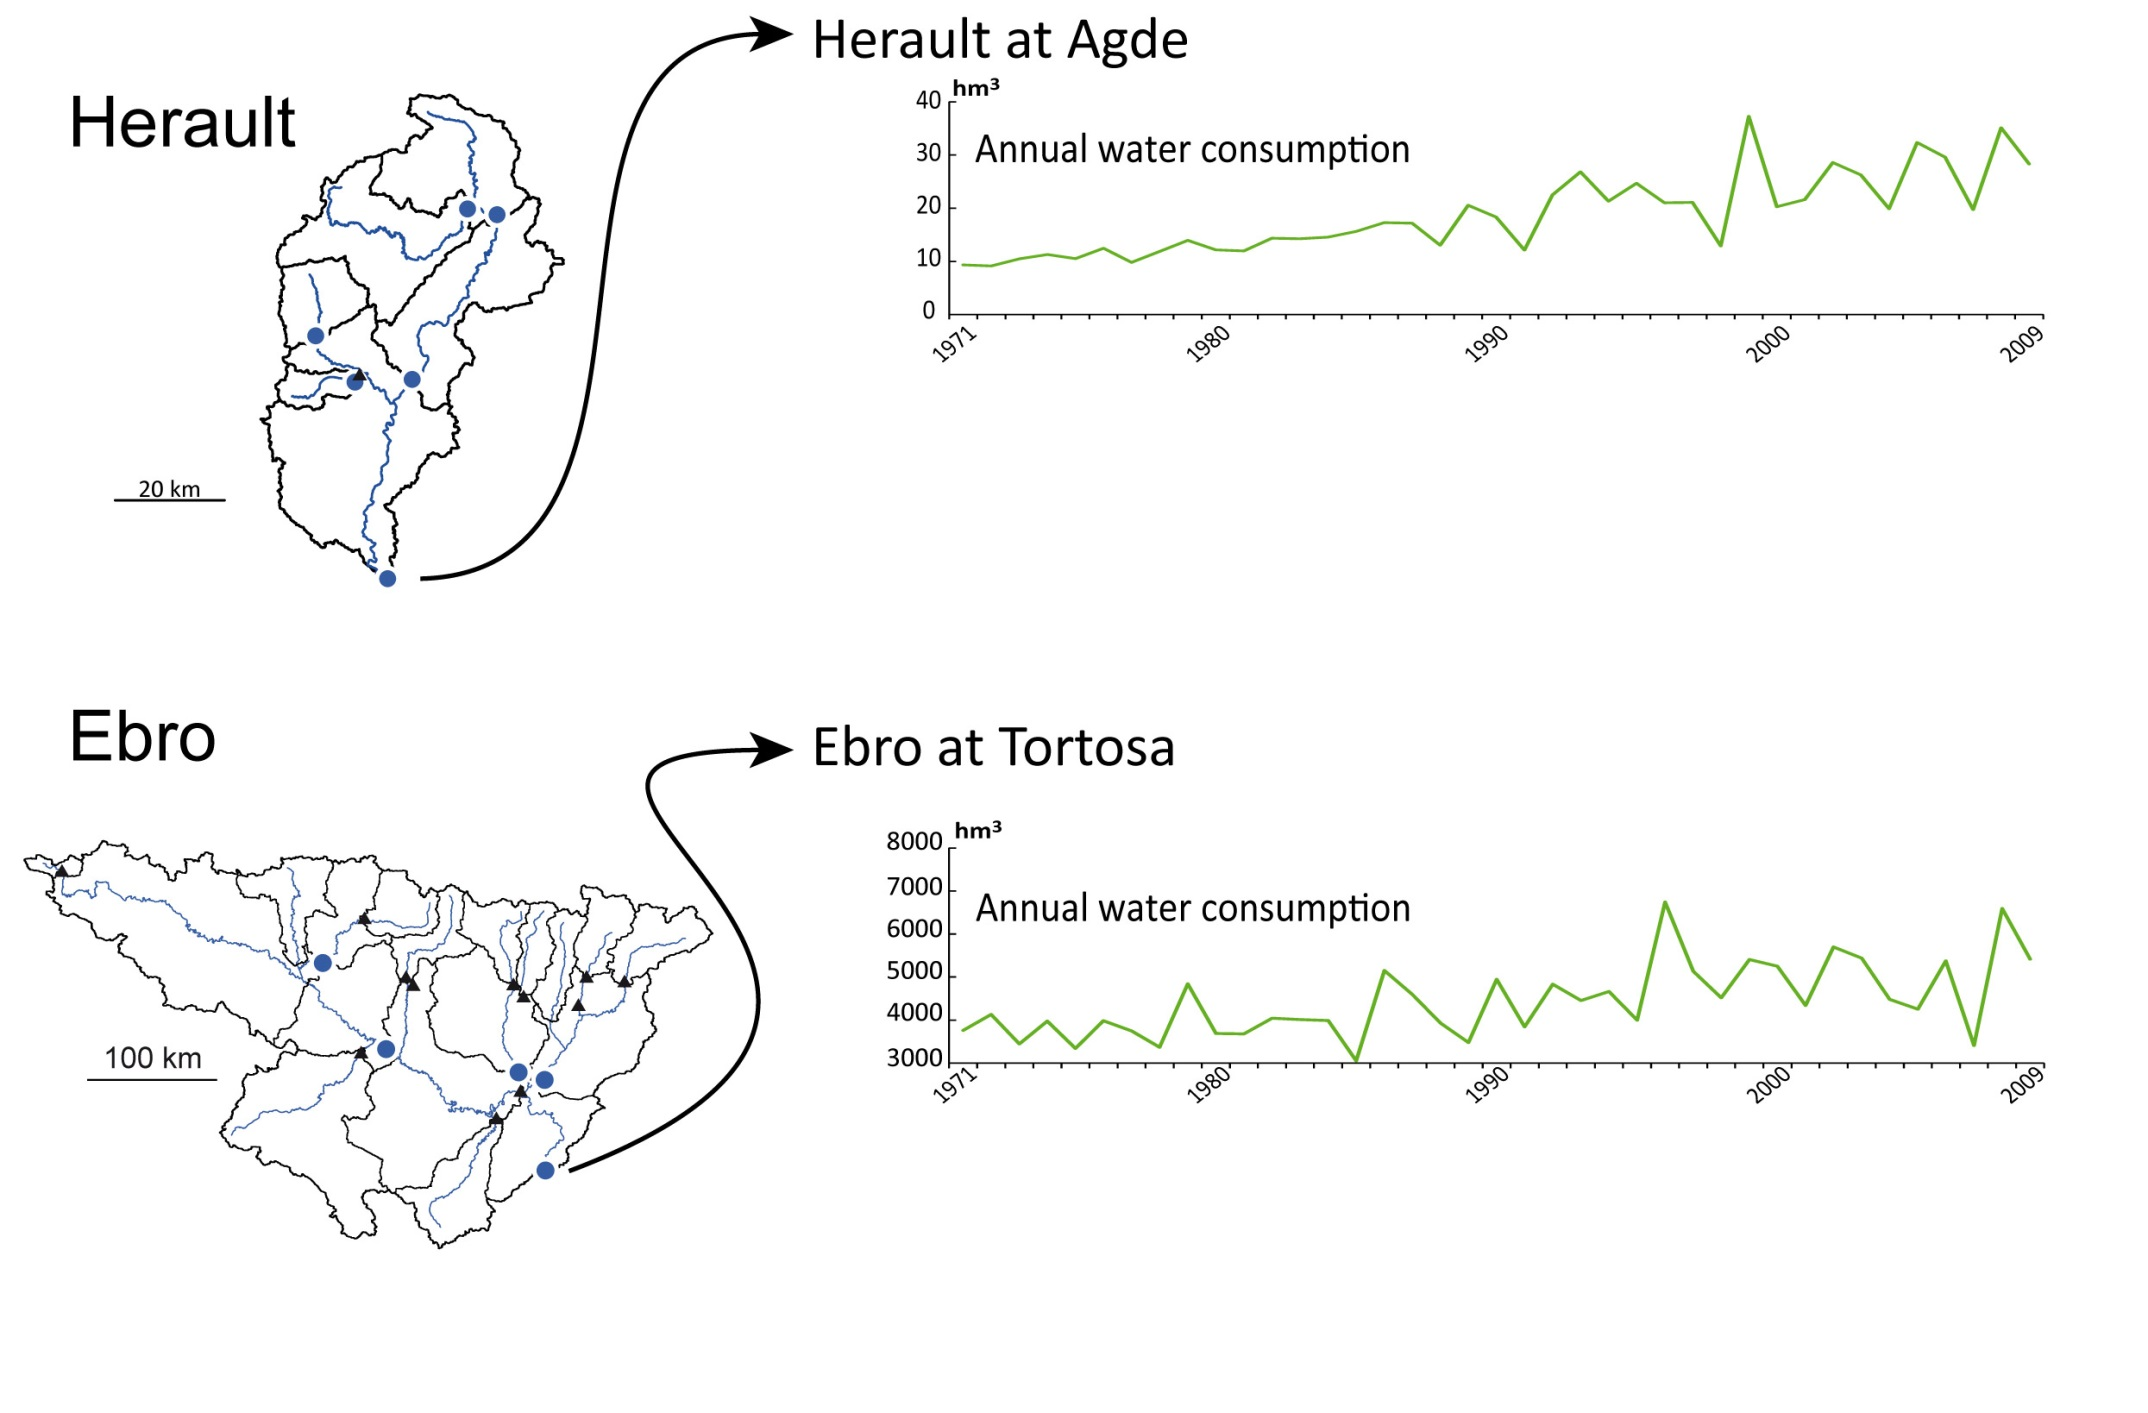 Herault at Agde
Herault
hm³
40
30
20
10
0
Annual water consumption
1971
1980
1990
2000
2009
20 km
Ebro
Ebro at Tortosa
hm³
8000
7000
6000
5000
4000
3000
Annual water consumption
1971
1980
1990
2000
2009
100 km